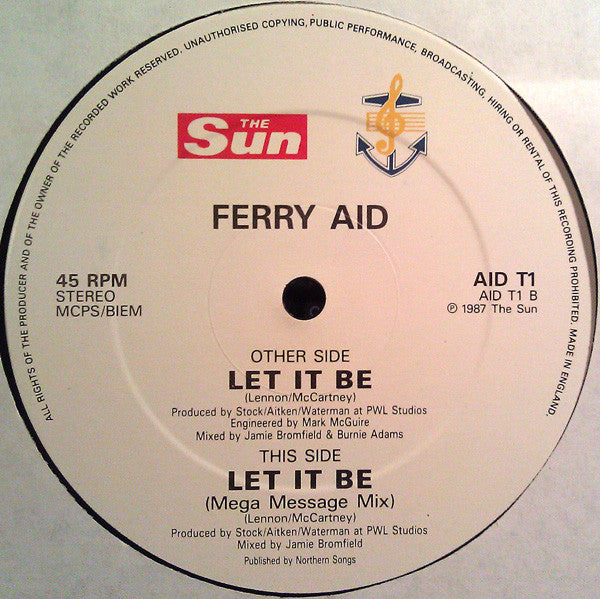 ALL RIGHTS OF THE PRODUCER AND OF THE OWNER OF THE RECORDED WORK RESERVED. UNAUTHORISED COPYING, PUBLIC PERFORMANCE, BROADCASTING, HIRING OR RENTAL OF THIS RECORDING PROHIBITED. MADE IN ENGLAND.
THE
Sun
FERRY AID
45 RPM
STEREO
MCPS/BIEM
AID T1
AID T1 B
℗ 1987 The Sun
OTHER SIDE
LET IT BE
(Lennon/McCartney)
Produced by Stock/Aitken/Waterman at PWL Studios
Engineered by Mark McGuire
Mixed by Jamie Bromfield & Burnie Adams
THIS SIDE
LET IT BE
(Mega Message Mix)
(Lennon/McCartney)
Produced by Stock/Aitken/Waterman at PWL Studios
Mixed by Jamie Bromfield
Published by Northern Songs